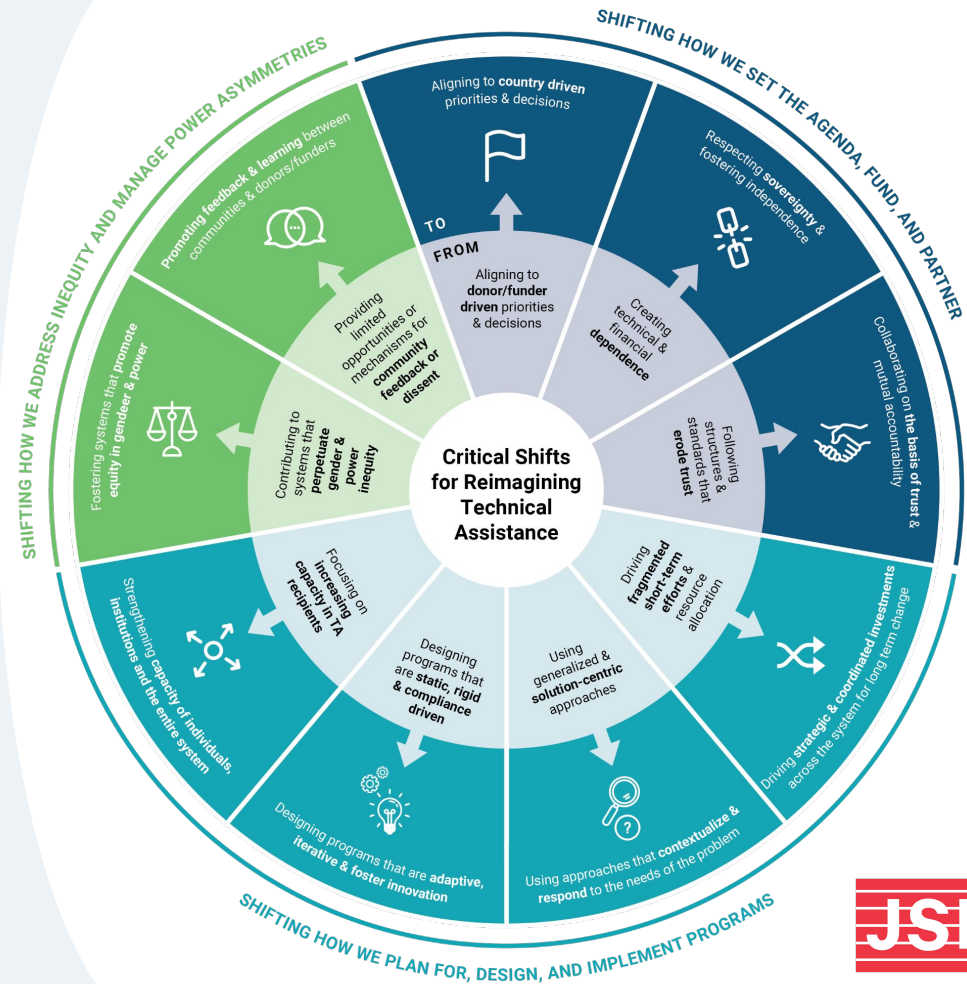 SHIFTING HOW WE SET THE AGENDA, FUND, AND PARTNER
Aligning to country driven
priorities & decisions
TO
FROM
Aligning to
donor/funder
driven priorities
& decisions
Respecting sovereignty &
fostering independence
Creating
technical &
financial
dependence
Collaborating on the basis of trust &
mutual accountability
Following
structures &
standards that
erode trust
Driving strategic & coordinated investments
across the system for long term change
Driving
fragmented
short-term
efforts &
resource
allocation
Using approaches that contextualize &
respond to the needs of the problem
?
Using
generalized &
solution-centric
approaches
Designing programs that are adaptive,
iterative & foster innovation
Designing
programs that
are static, rigid
& compliance
driven
Strengthening capacity of individuals,
institutions and the entire system
Focusing on
increasing
capacity in TA
recipients
SHIFTING HOW WE PLAN FOR, DESIGN, AND IMPLEMENT PROGRAMS
Fostering systems that promote
equity in gendeer & power
Contributing to
systems that
perpetuate
gender &
power
inequity
Promoting feedback & learning between
communities & donors/funders
Providing
limited
opportunities or
mechanisms for
community
feedback or
dissent
SHIFTING HOW WE ADDRESS INEQUITY AND MANAGE POWER ASYMMETRIES
Critical Shifts
for Reimagining
Technical
Assistance